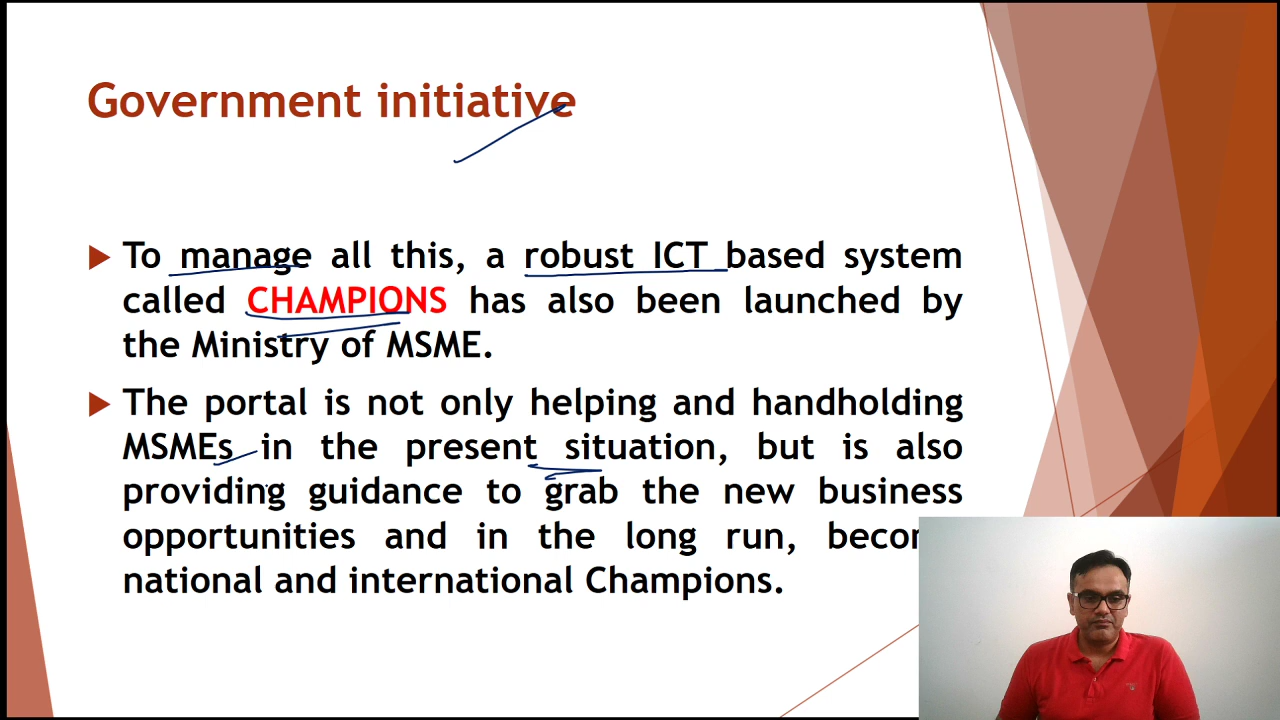 Government initiative
To manage all this, a robust ICT based system
called CHAMPIONS has also been launched by
the Ministry of MSME.
The portal is not only helping and handholding
MSMEs in the present situation, but is also
providing guidance to grab the new business
opportunities and in the long run,
national and international Champions.